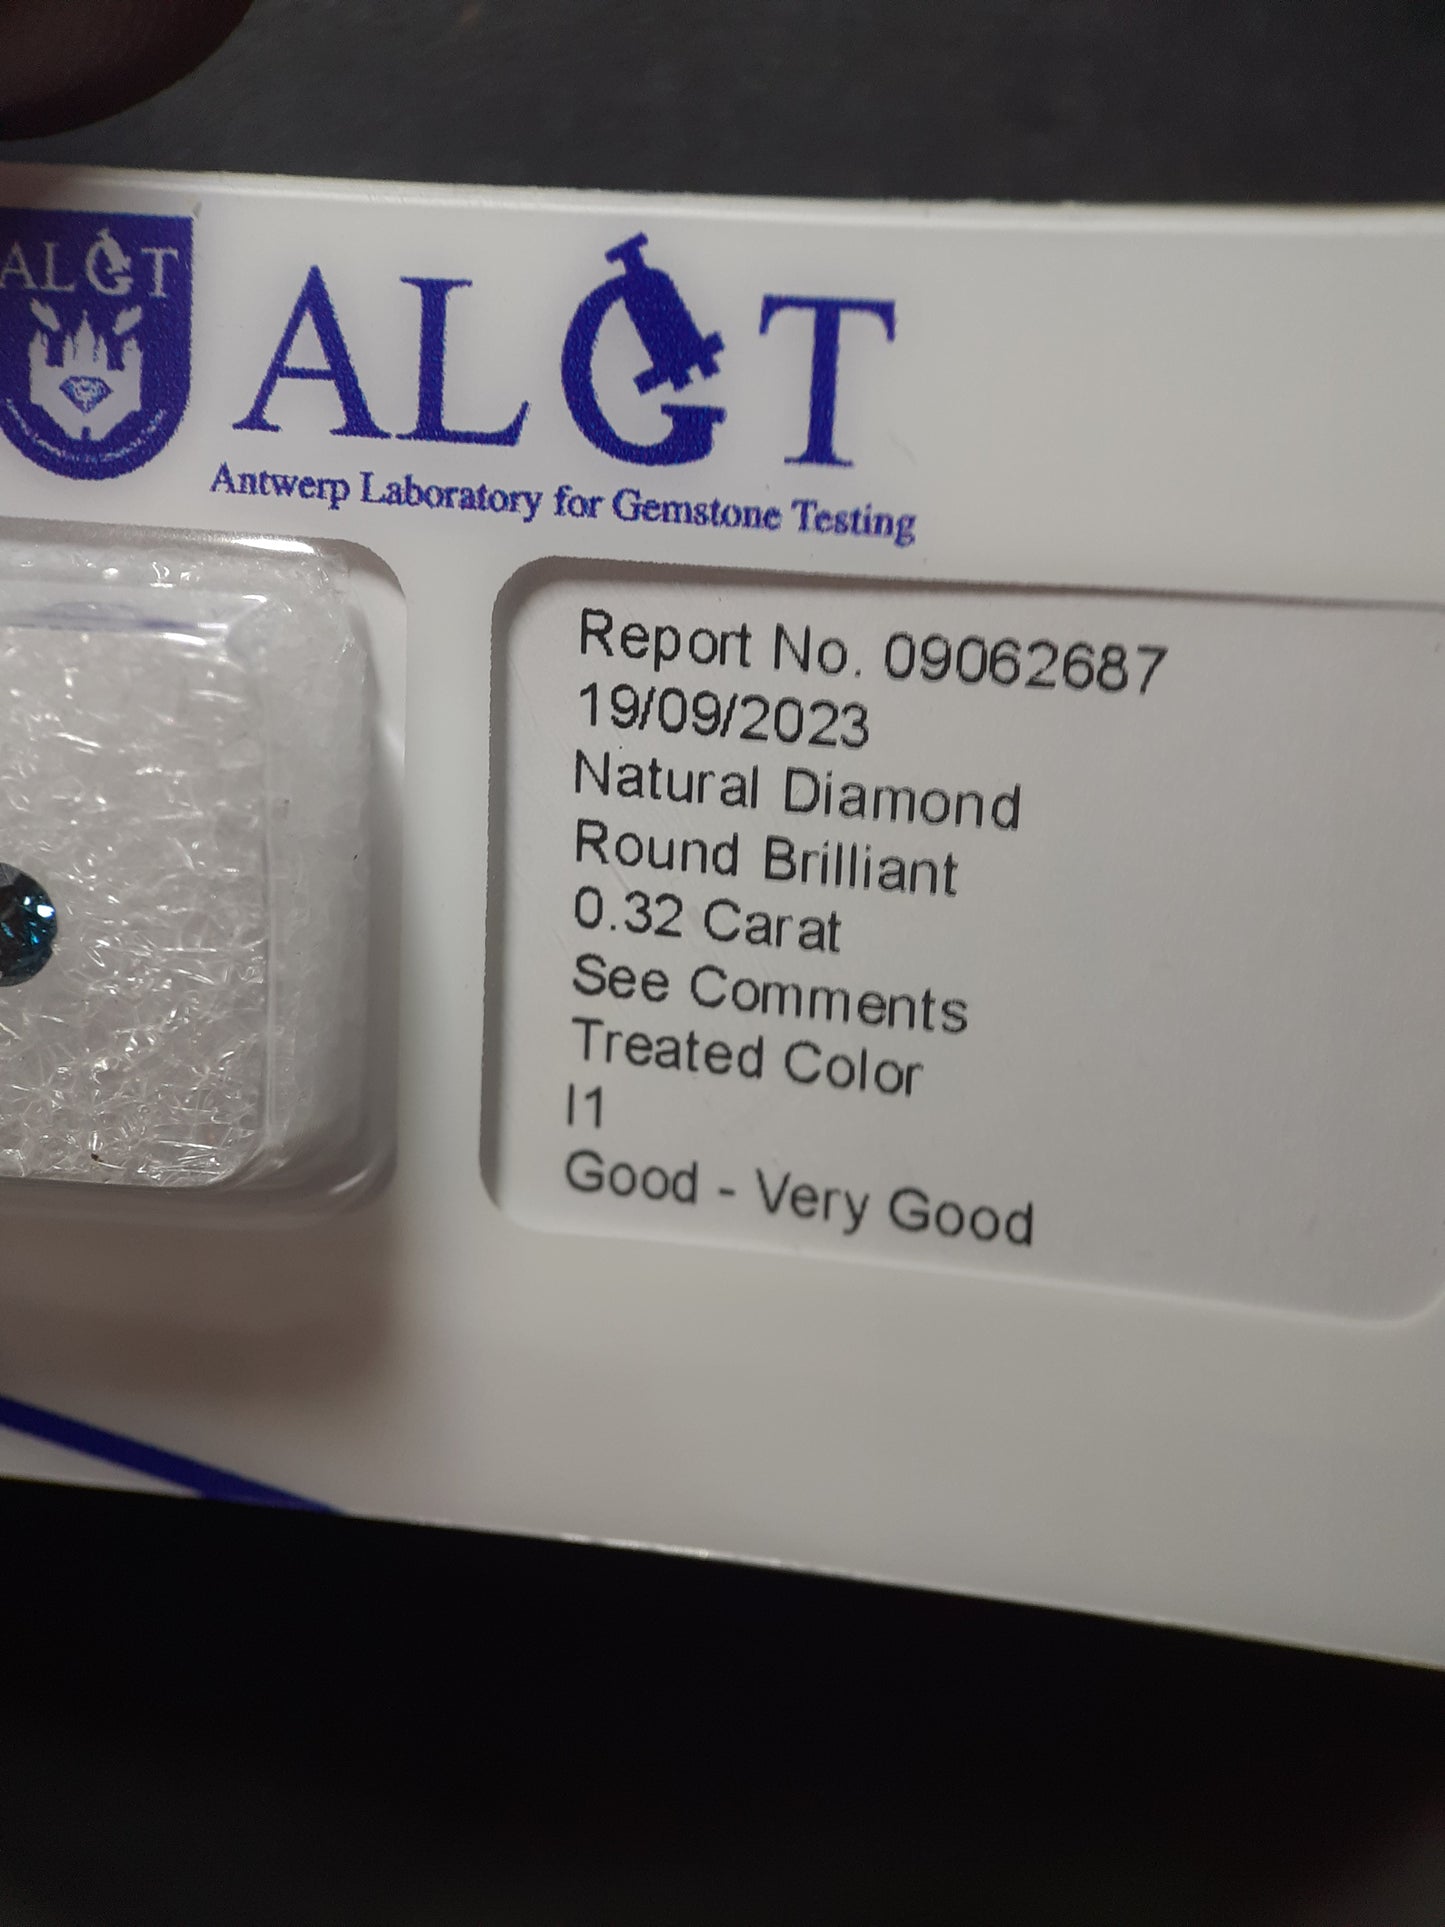 ALGT
ALGT
Antwerp Laboratory for Gemstone Testing
Report No. 09062687
19/09/2023
Natural Diamond
Round Brilliant
0.32 Carat
See Comments
Treated Color
I1
Good - Very Good